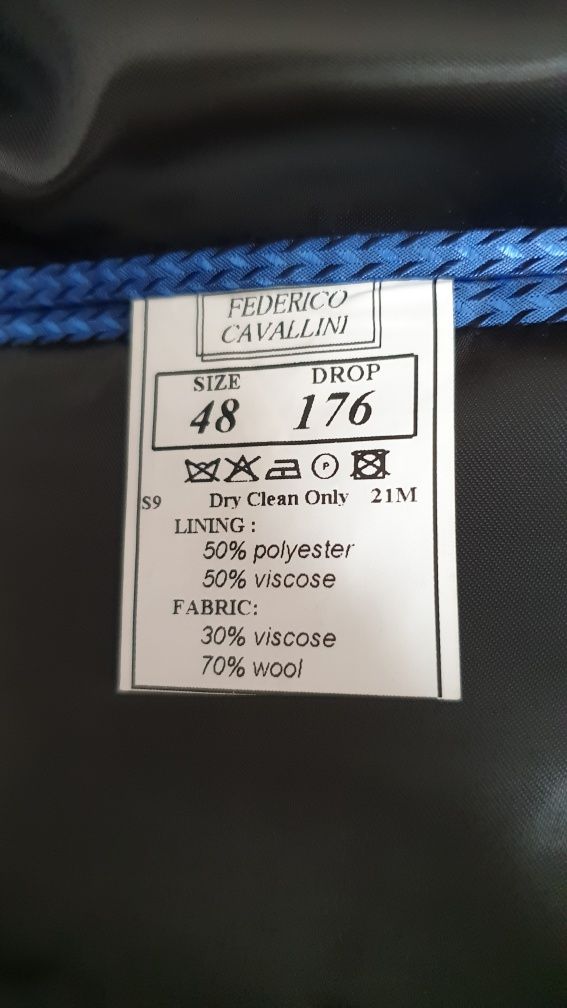 FEDERICO
CAVALLINI
SIZE DROP
48 176
P
S9 Dry Clean Only 21M
LINING :
50% polyester
50% viscose
FABRIC:
30% viscose
70% wool